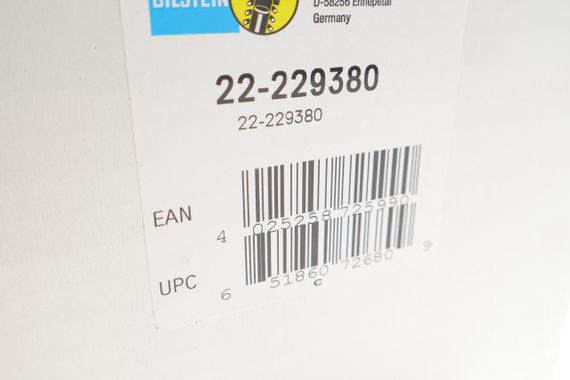 BILSTEIN
D-58256 Ennepetal
Germany
22-229380
22-229380
EAN
4 025258 725990
UPC
6 51860 72680 9
c